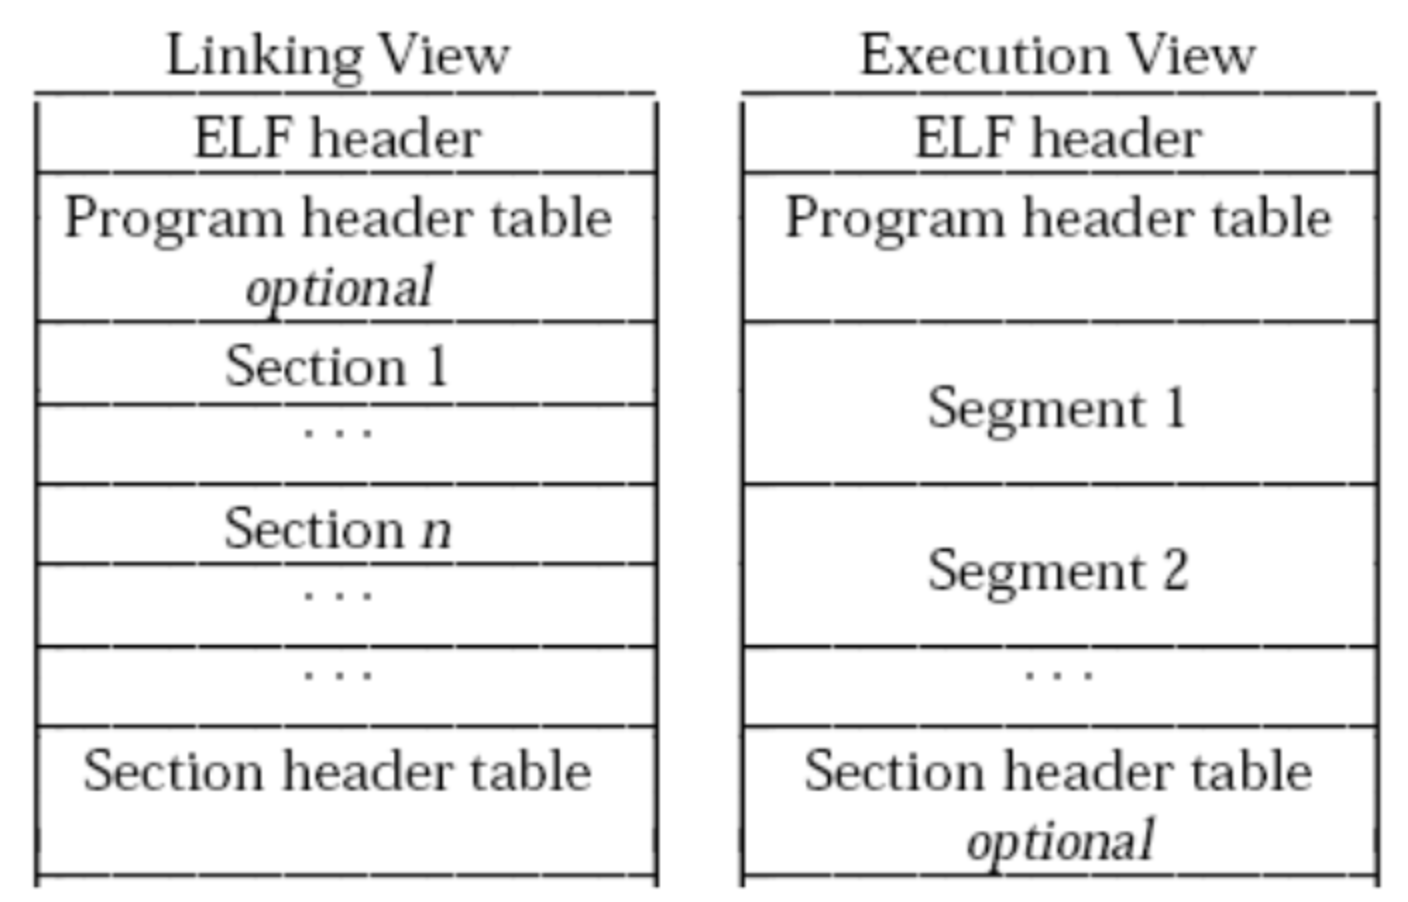 Linking View
ELF header
Program header table
optional
Section 1
. . .
Section n
. . .
. . .
Section header table
Execution View
ELF header
Program header table
Segment 1
Segment 2
. . .
Section header table
optional